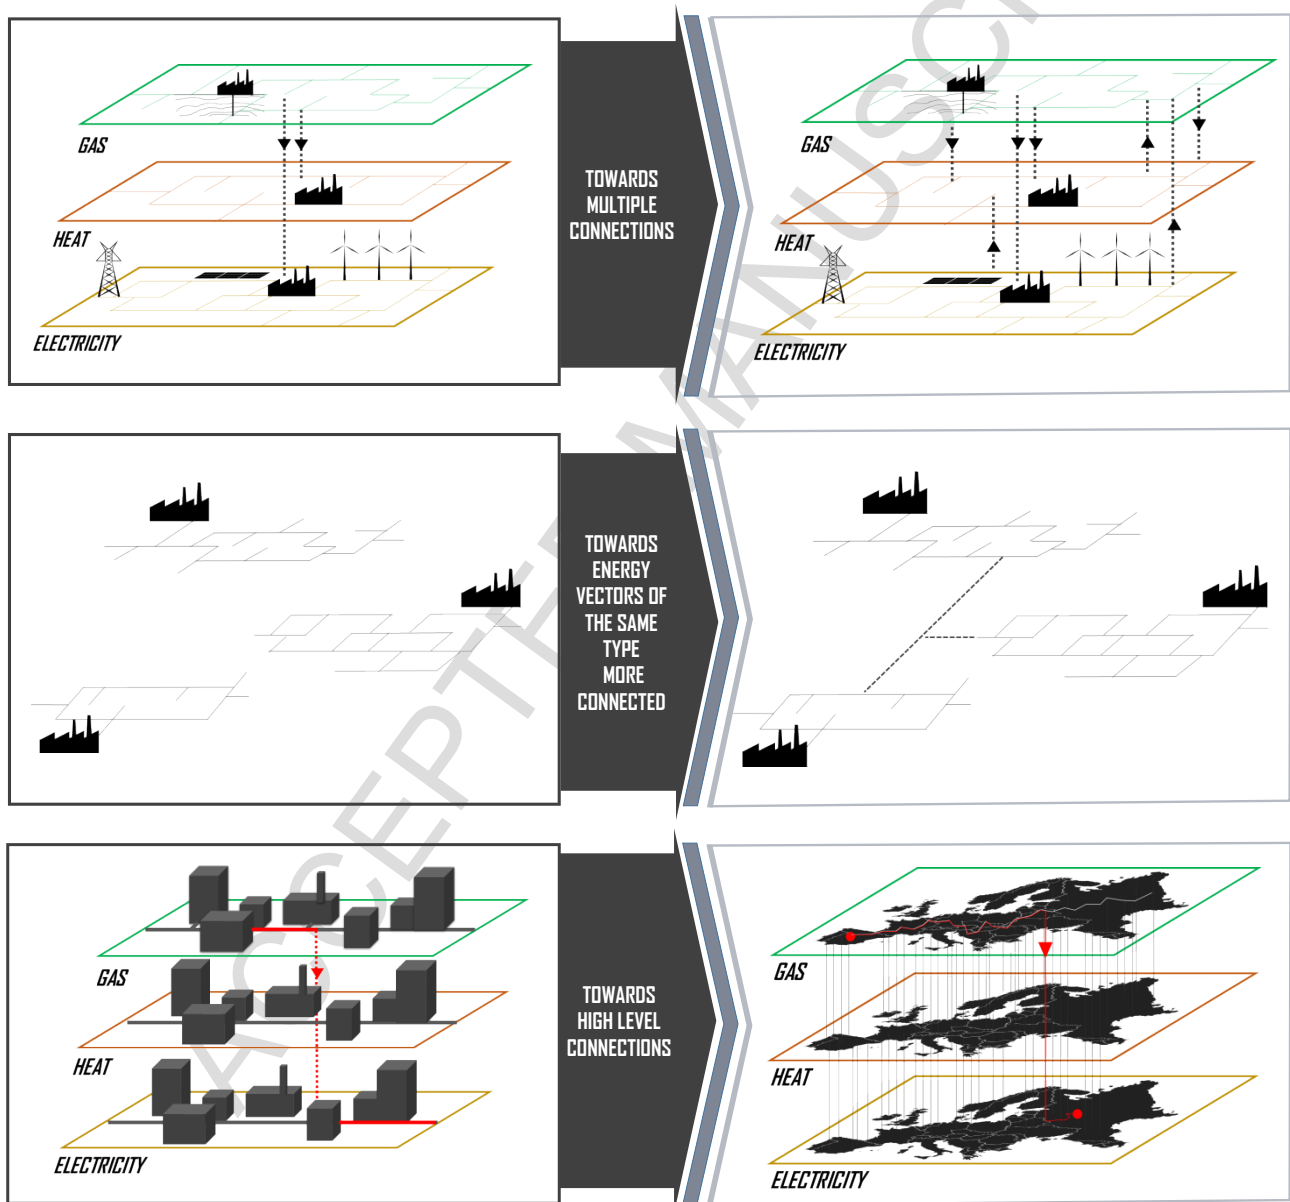 GAS
HEAT
ELECTRICITY
TOWARDS
MULTIPLE
CONNECTIONS
GAS
HEAT
ELECTRICITY
TOWARDS
ENERGY
VECTORS OF
THE SAME
TYPE
MORE
CONNECTED
GAS
HEAT
ELECTRICITY
TOWARDS
HIGH LEVEL
CONNECTIONS
GAS
HEAT
ELECTRICITY
ACCEPTED MANUSCRI